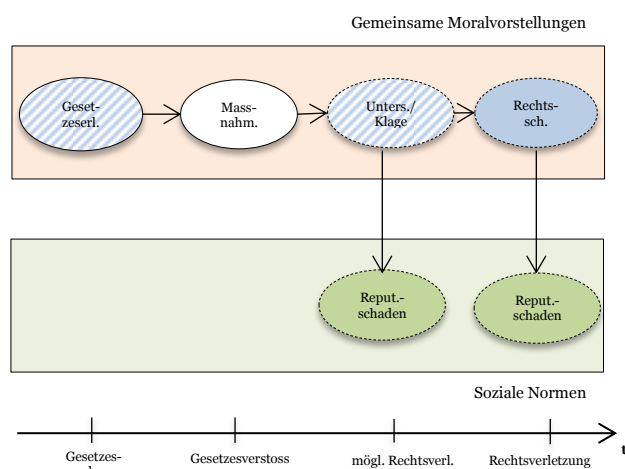 Gemeinsame Moralvorstellungen
Geset-
zeserl.
Mass-
nahm.
Unters./
Klage
Rechts-
sch.
Reput.-
schaden
Reput.-
schaden
Soziale Normen
t
Gesetzes-
Gesetzesverstoss
mögl. Rechtsverl.
Rechtsverletzung